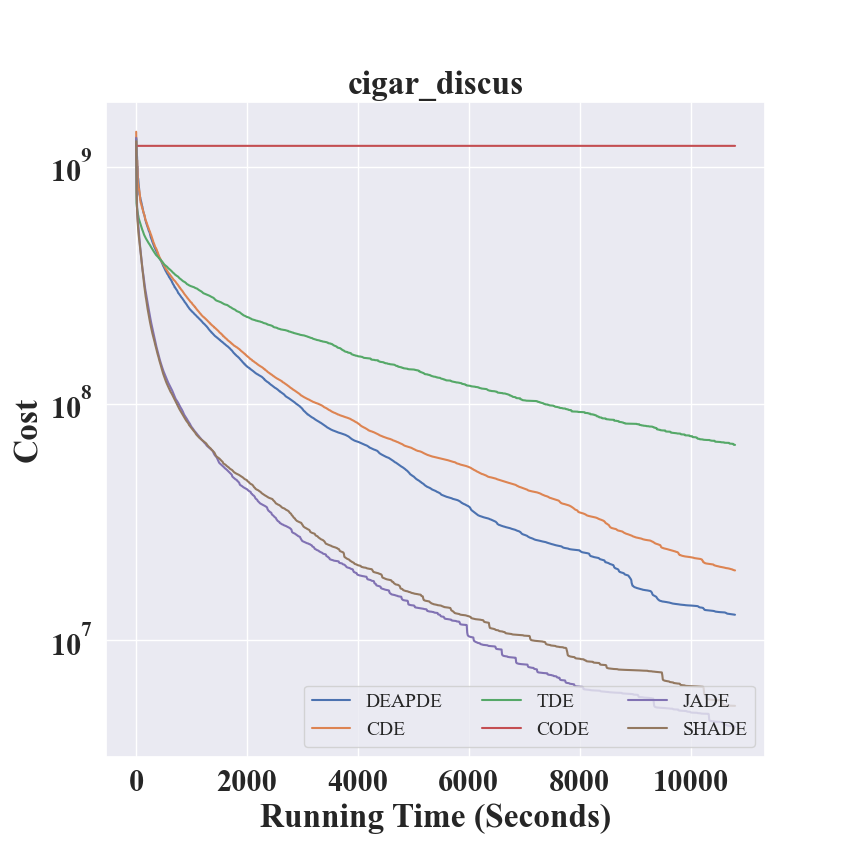 cigar_discus
10^9
10^8
10^7
Cost
0 2000 4000 6000 8000 10000
Running Time (Seconds)
DEAPDE TDE JADE
CDE CODE SHADE